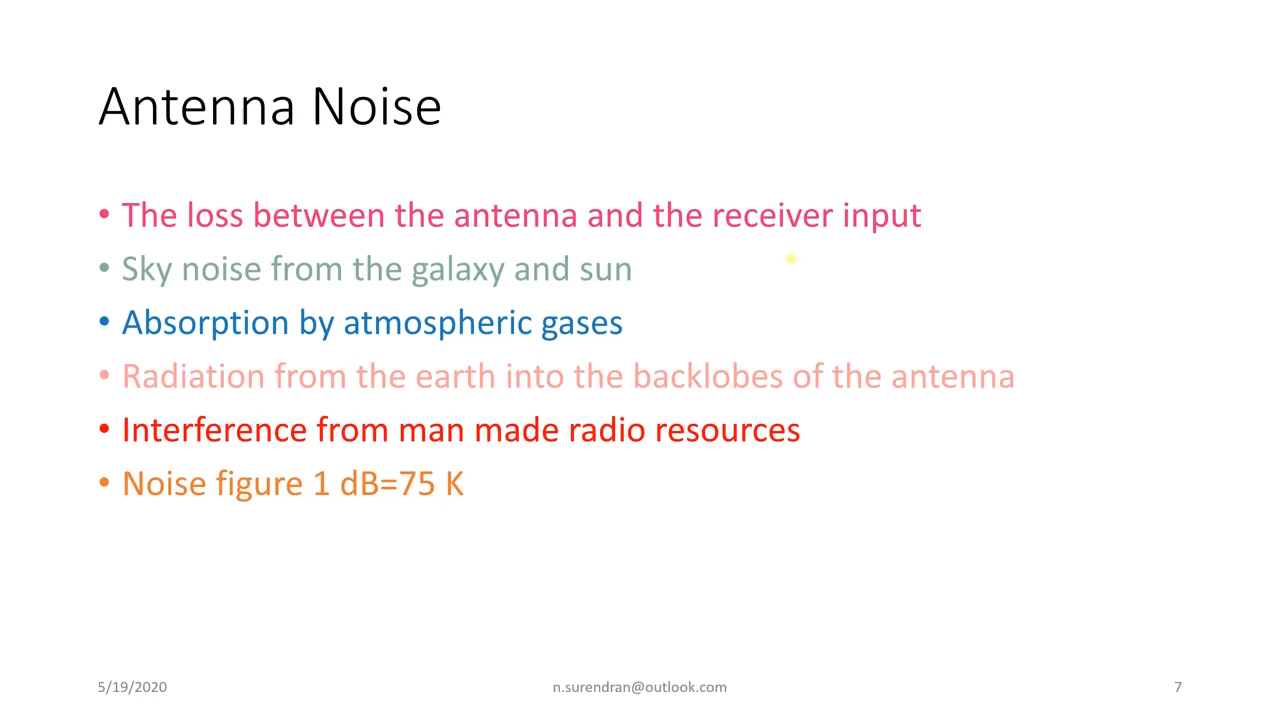 Antenna Noise
• The loss between the antenna and the receiver input
• Sky noise from the galaxy and sun
• Absorption by atmospheric gases
• Radiation from the earth into the backlobes of the antenna
• Interference from man made radio resources
• Noise figure 1 dB=75 K
5/19/2020
n.surendran@outlook.com
7